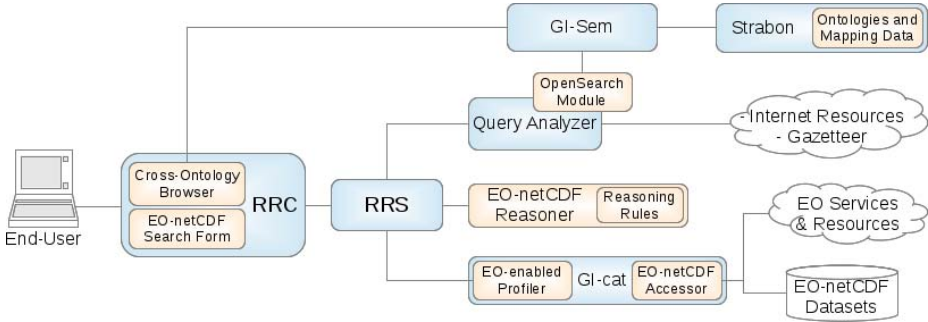 GI-Sem
Strabon
Ontologies and
Mapping Data
OpenSearch
Module
Query Analyzer
- Internet Resources
- Gazetteer
End-User
Cross-Ontology
Browser
EO-netCDF
Search Form
RRC
RRS
EO-netCDF
Reasoner
Reasoning
Rules
EO Services
& Resources
EO-enabled
Profiler
GI-cat
EO-netCDF
Accessor
EO-netCDF
Datasets